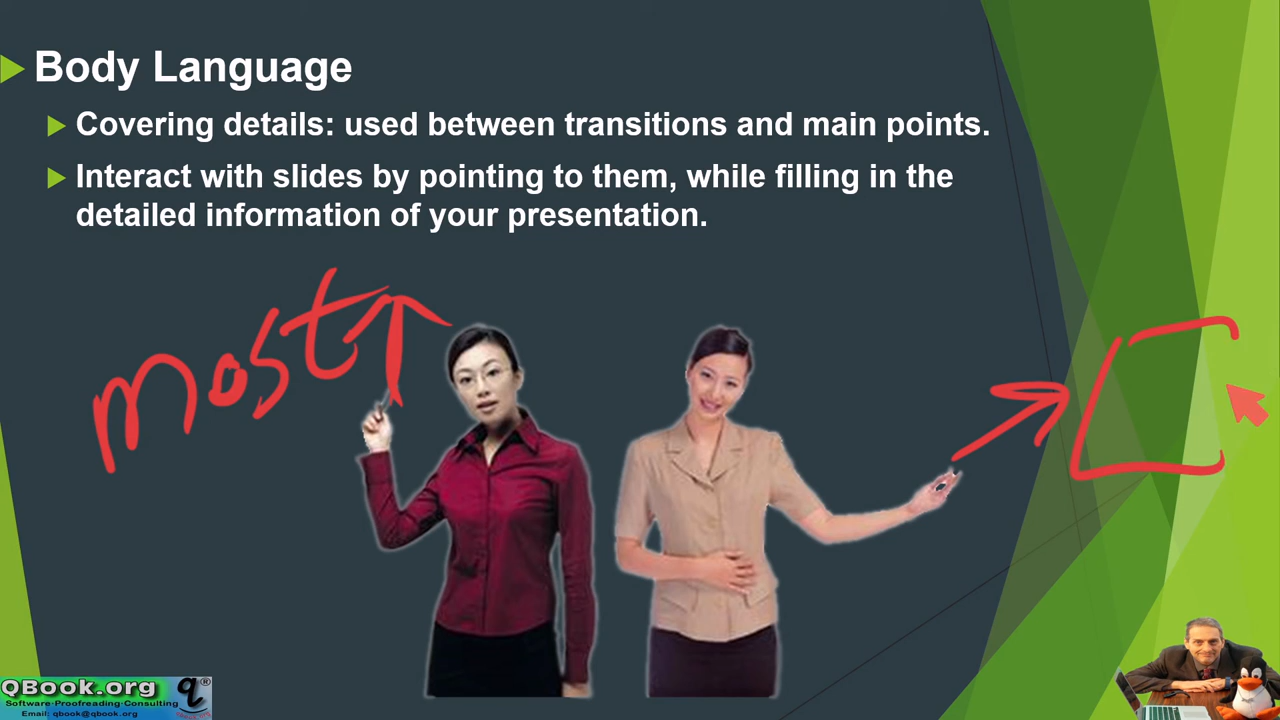 Body Language
Covering details: used between transitions and main points.
Interact with slides by pointing to them, while filling in the
detailed information of your presentation.
most
QBook.org q®
Software·Proofreading·Consulting
Email: qbook@qbook.org